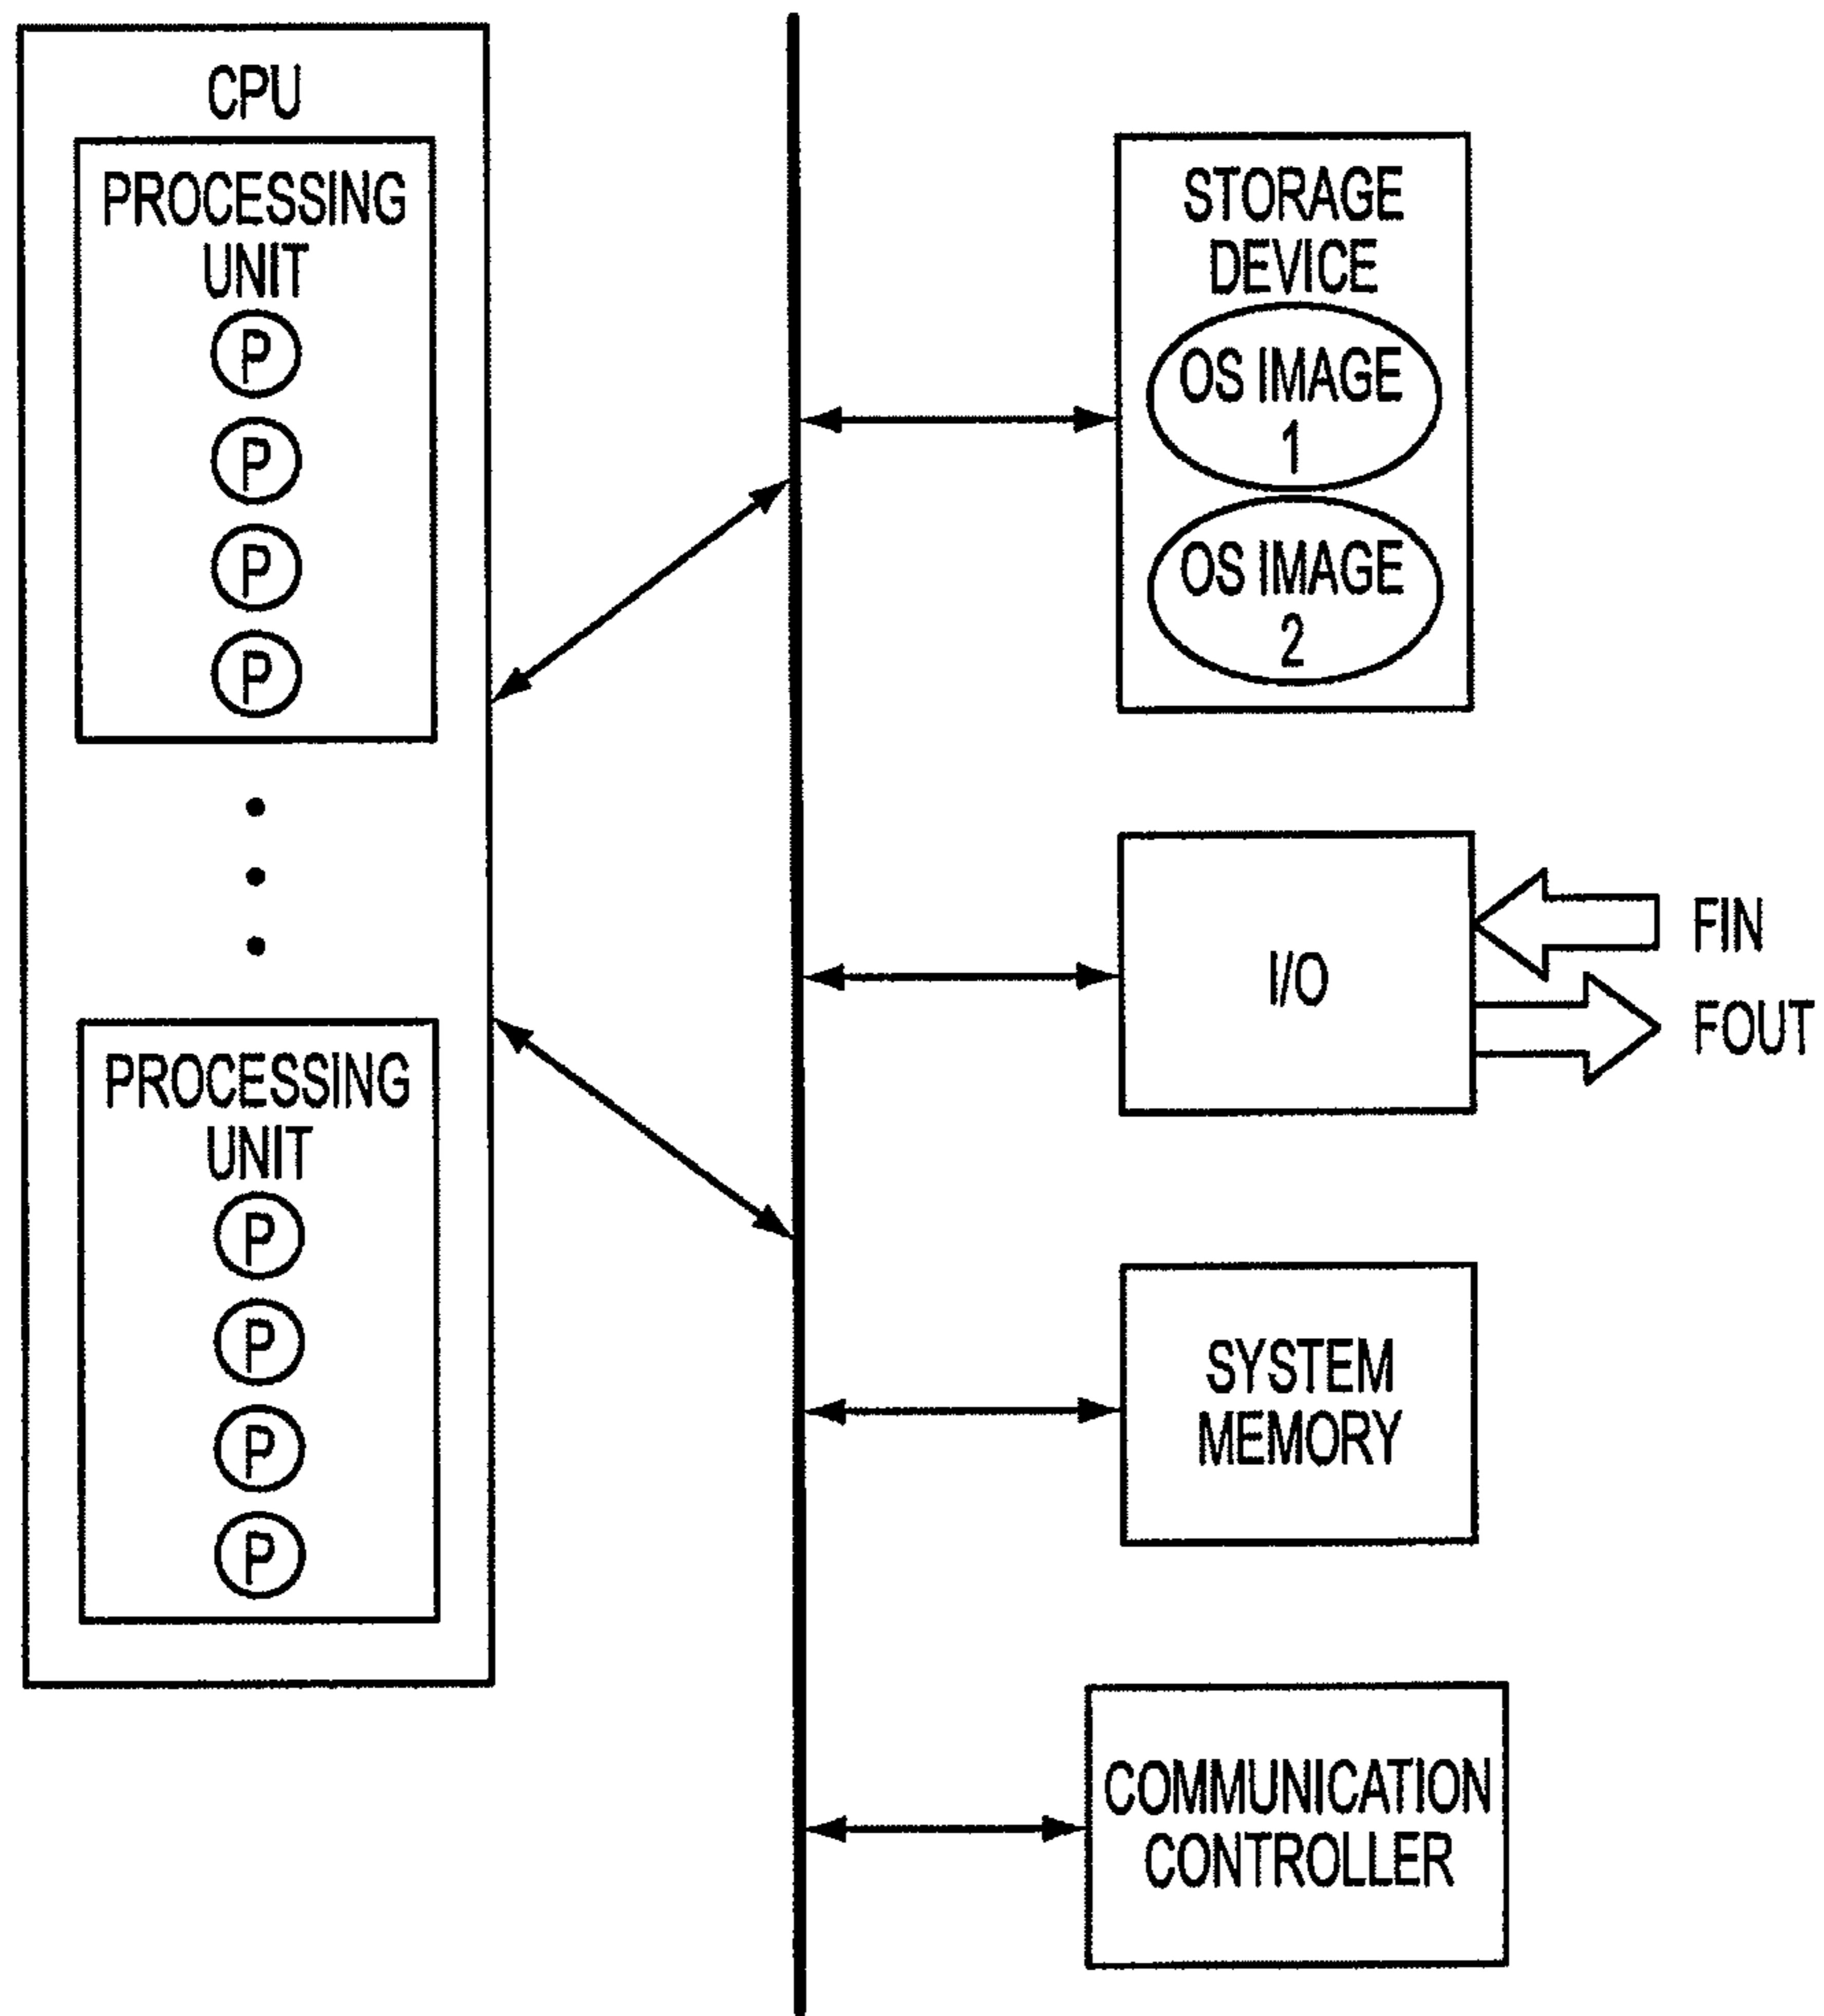 CPU
PROCESSING
UNIT
P
P
P
P
PROCESSING
UNIT
P
P
P
P
STORAGE
DEVICE
OS IMAGE
1
OS IMAGE
2
I/O
FIN
FOUT
SYSTEM
MEMORY
COMMUNICATION
CONTROLLER